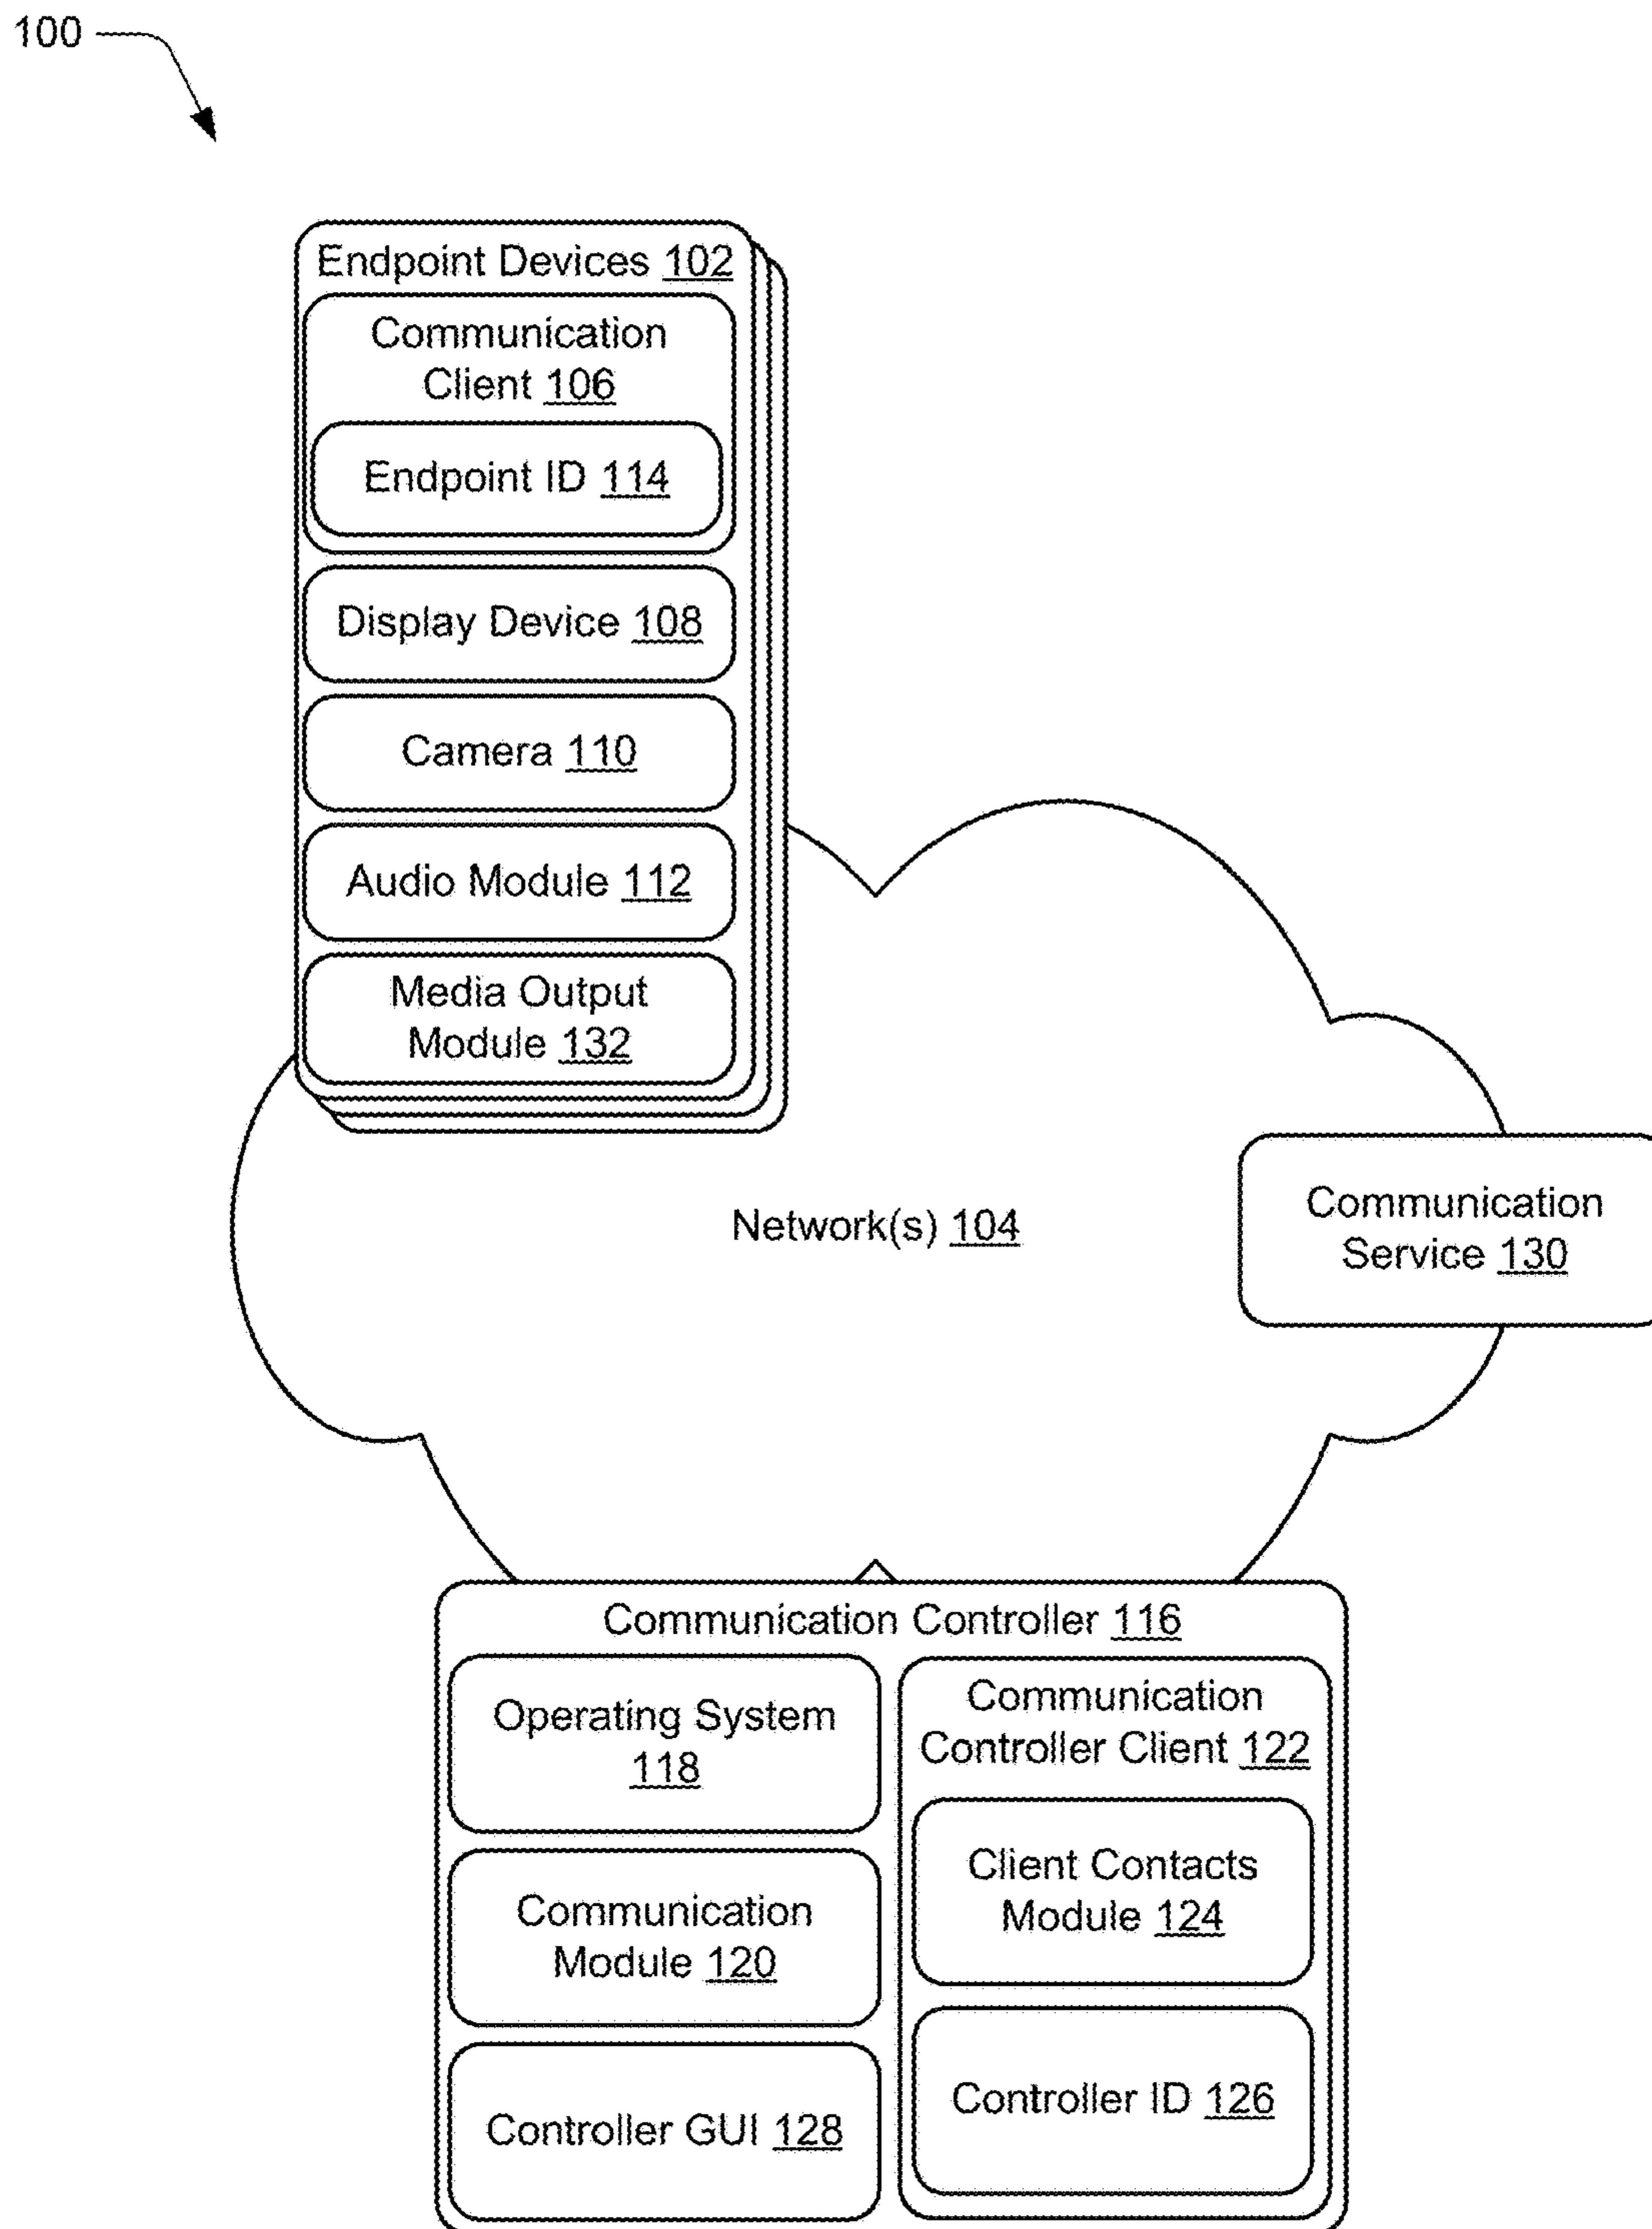 100
Endpoint Devices 102
Communication
Client 106
Endpoint ID 114
Display Device 108
Camera 110
Audio Module 112
Media Output
Module 132
Network(s) 104
Communication
Service 130
Communication Controller 116
Operating System
118
Communication
Module 120
Controller GUI 128
Communication
Controller Client 122
Client Contacts
Module 124
Controller ID 126